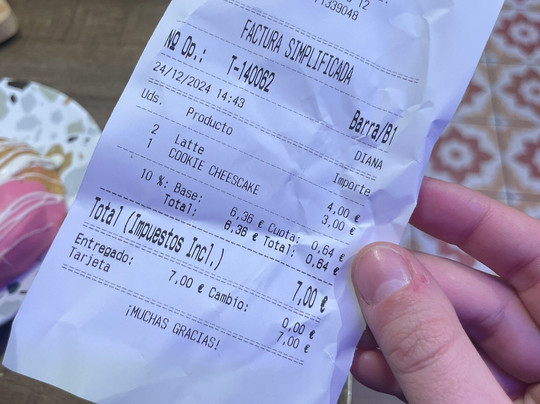 12
1339048
FACTURA SIMPLIFICADA
Nº Op.: T-140062 Barra/B1
24/12/2024 14:43 DIANA
Uds. Producto Importe
2 Latte 4,00 €
1 COOKIE CHEESCAKE 3,00 €
10 %: Base: 6,36 € Cuota: 0,64 €
Total: 6,36 € Total: 0,64 €
Total (Impuestos Incl.) 7,00 €
Entregado: 7,00 € Cambio: 0,00 €
Tarjeta 7,00 €
¡MUCHAS GRACIAS!